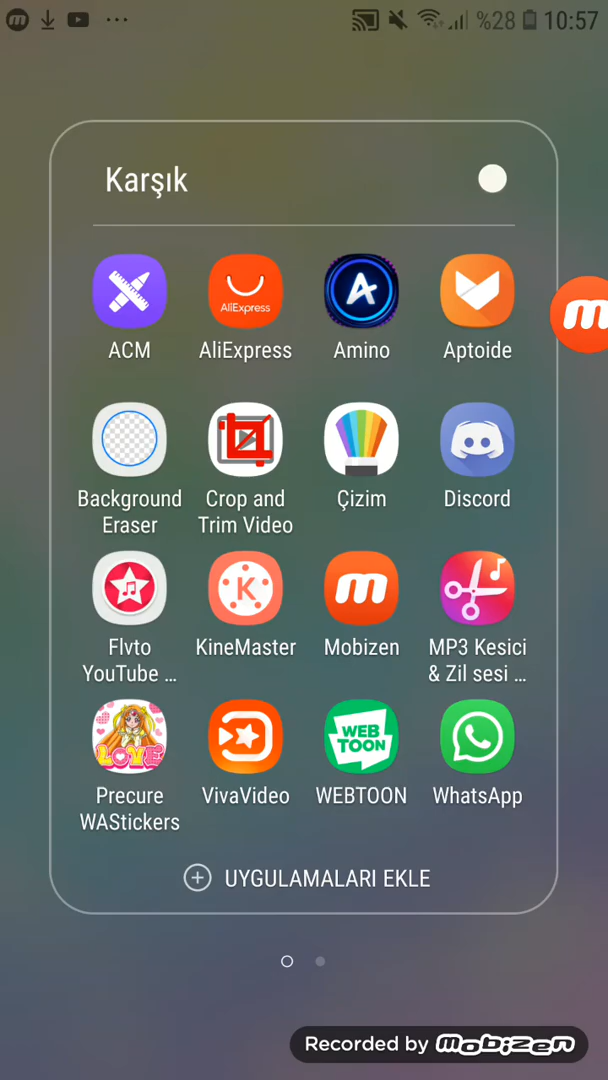 %28 10:57
Karşık
AliExpress
ACM AliExpress Amino Aptoide
Background Eraser
Crop and Trim Video
Çizim
Discord
K
Flvto YouTube ...
KineMaster
Mobizen
MP3 Kesici & Zil sesi ...
LOVE
WEB
TOON
Precure WAStickers
VivaVideo
WEBTOON
WhatsApp
UYGULAMALARI EKLE
Recorded by mobizen